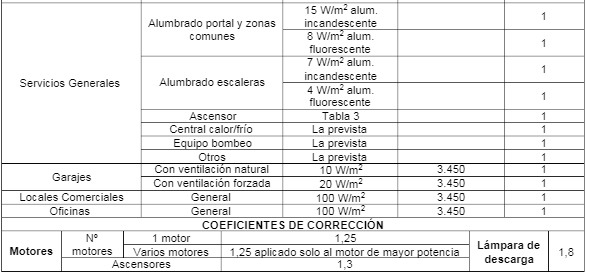 Servicios Generales
Alumbrado portal y zonas
comunes
15 W/m² alum.
incandescente
1
8 W/m² alum.
fluorescente
1
Alumbrado escaleras
7 W/m² alum.
incandescente
1
4 W/m² alum.
fluorescente
1
Ascensor Tabla 3 1
Central calor/frío La prevista 1
Equipo bombeo La prevista 1
Otros La prevista 1
Garajes
Con ventilación natural 10 W/m² 3.450 1
Con ventilación forzada 20 W/m² 3.450 1
Locales Comerciales General 100 W/m² 3.450 1
Oficinas General 100 W/m² 3.450 1
COEFICIENTES DE CORRECCIÓN
Motores
Nº
motores
1 motor 1,25
Varios motores 1,25 aplicado solo al motor de mayor potencia
Ascensores 1,3
Lámpara de
descarga
1,8